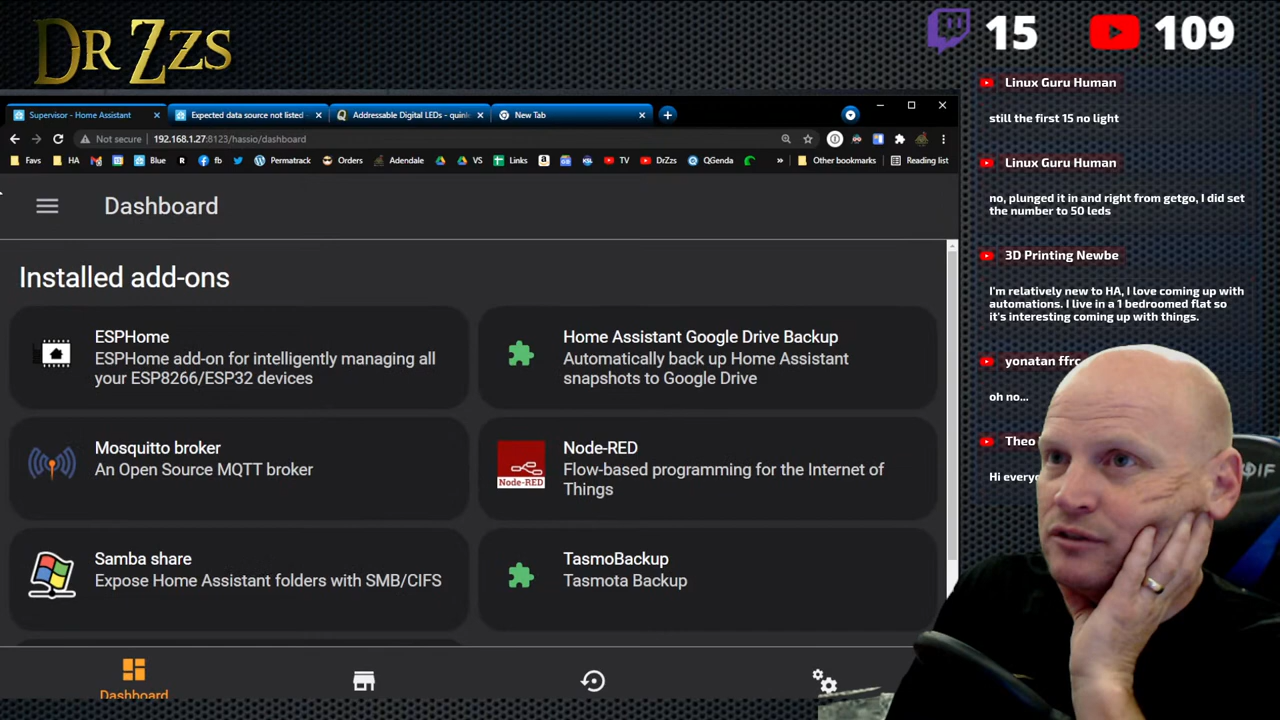 DR ZZS
15
109
Supervisor - Home Assistant
Expected data source not listed
Addressable Digital LEDs - quin
New Tab
Not secure
192.168.1.27:8123/hassio/dashboard
Favs
HA
Blue
R
fb
Permatrack
Orders
Adendale
VS
Links
TV
DrZzs
QGenda
»
Other bookmarks
Reading list
Dashboard
Installed add-ons
ESPHome
ESPHome add-on for intelligently managing all
your ESP8266/ESP32 devices
Home Assistant Google Drive Backup
Automatically back up Home Assistant
snapshots to Google Drive
Mosquitto broker
An Open Source MQTT broker
Node-RED
Node-RED
Flow-based programming for the Internet of
Things
Samba share
Expose Home Assistant folders with SMB/CIFS
TasmoBackup
Tasmota Backup
Dashboard
Linux Guru Human
still the first 15 no light
Linux Guru Human
no, plunged it in and right from getgo, I did set
the number to 50 leds
3D Printing Newbe
I'm relatively new to HA, I love coming up with
automations. I live in a 1 bedroomed flat so
it's interesting coming up with things.
yonatan ffrc
oh no...
Theo
Hi every